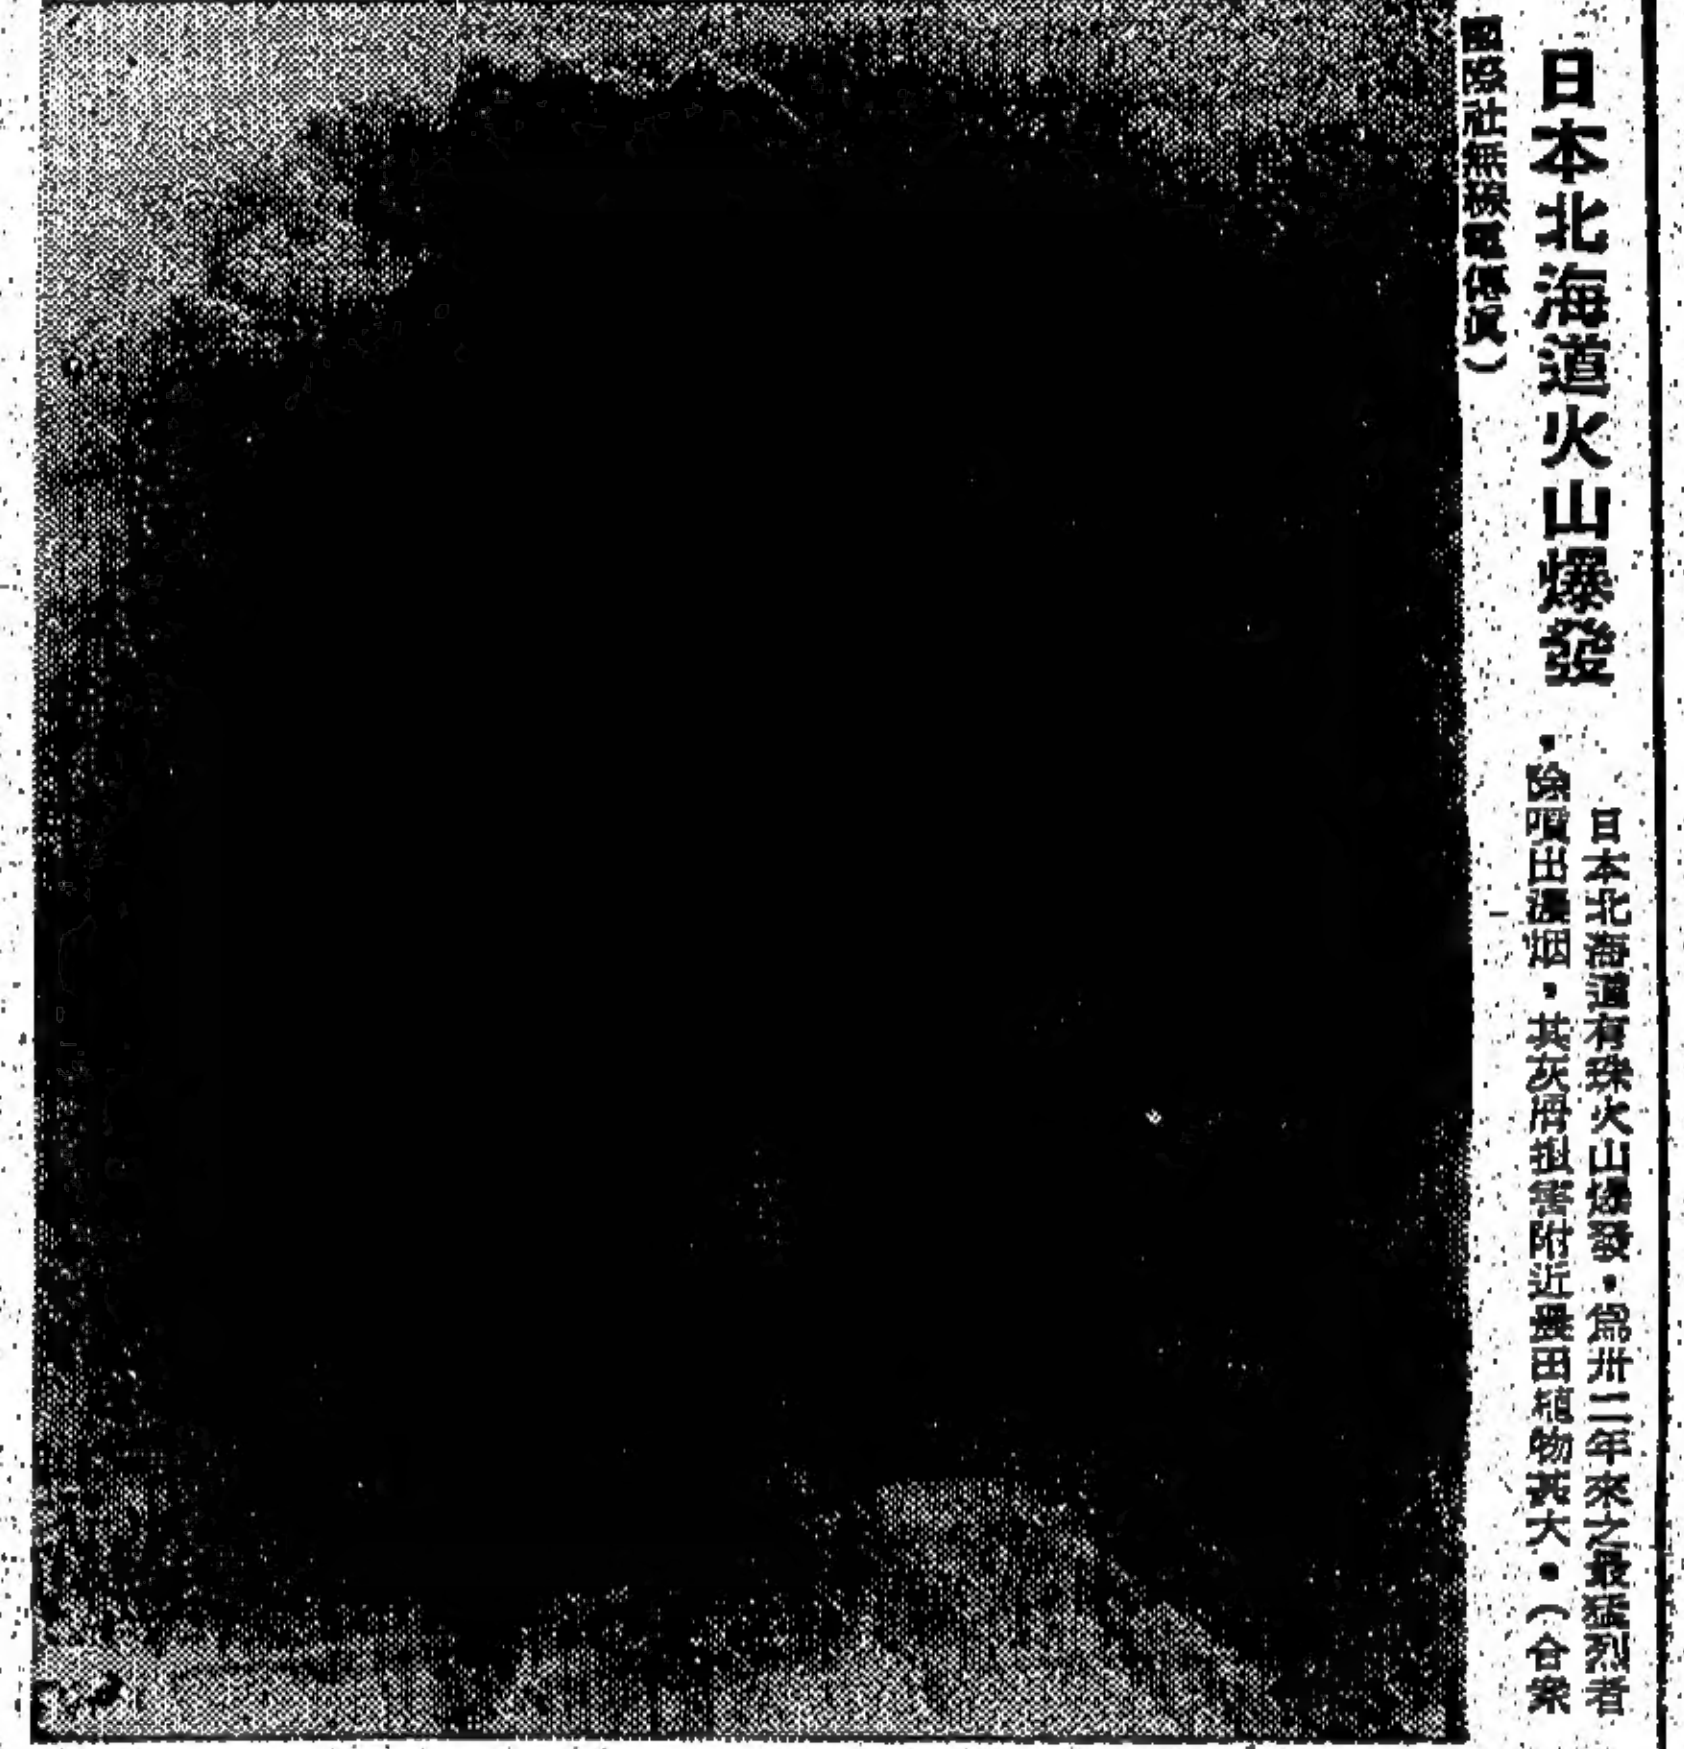 日本北海道火山爆發
日本北海道有珠火山爆發・爲卅二年來之最猛烈者
・除噴出濃烟・其灰屑損害附近農田植物甚大・(合衆
國際社無線電傳眞)